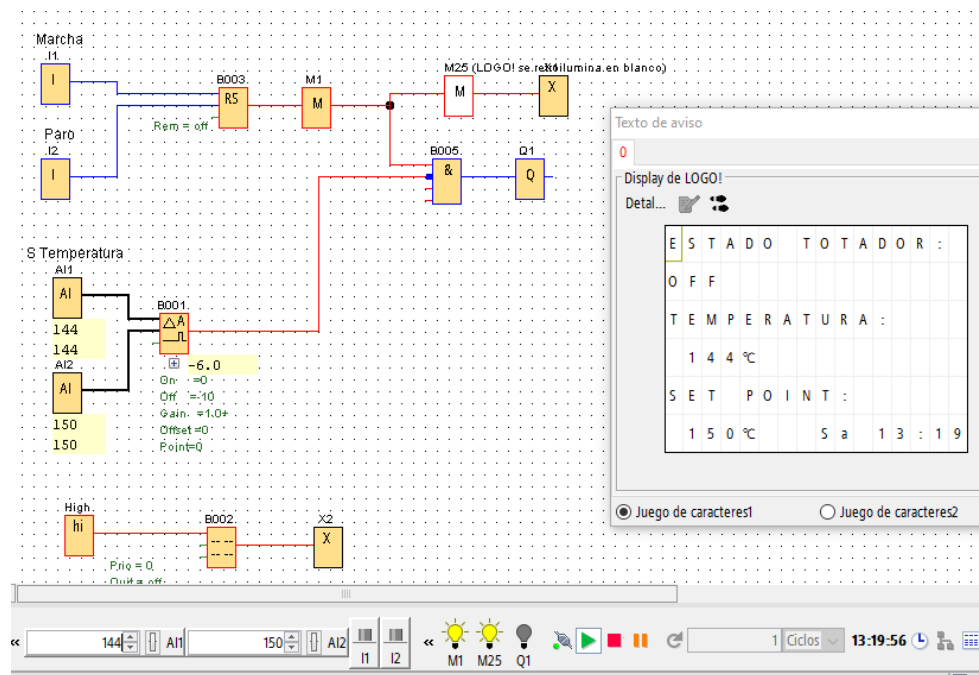 Marcha
I1
I
B003
RS
Rem = off
M1
M
M25 (LOGO! se retroilumina en blanco)
M
X1
X
Paro
I2
I
B005
&
Q1
Q
S Temperatura
AI1
AI
144
144
AI2
AI
150
150
B001
ΔA
-6.0
On =0
Off =-10
Gain =1.0+
Offset =0
Point=0
High
hi
B002
Prio = 0
Quit = off
X2
X
Texto de aviso
0
Display de LOGO!
Detal...
ESTADO TOTADOR:
OFF
TEMPERATURA:
144°C
SET POINT:
150°C Sa 13:19
Juego de caracteres1
Juego de caracteres2
« 144 AI1 150 AI2 I1 I2 « M1 M25 Q1 1 Ciclos 13:19:56